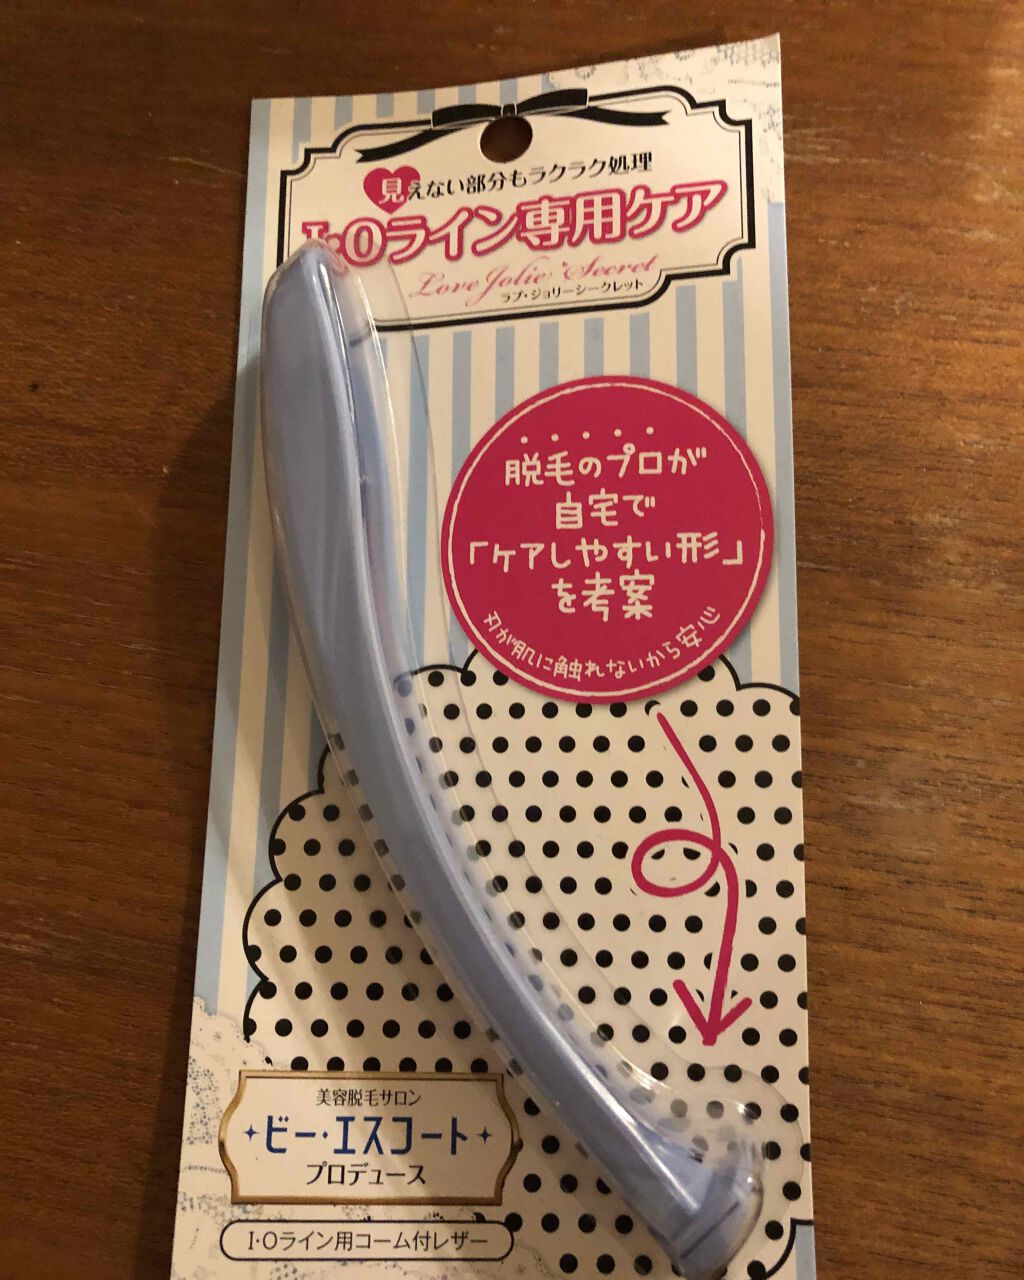 見えない部分もラクラク処理
I・Oライン専用ケア
Love Jolie Secret
ラブ・ジョリーシークレット
脱毛のプロが
自宅で
「ケアしやすい形」
を考案
刃が肌に触れないから安心
美容脱毛サロン
ビー・エスコート
プロデュース
I・Oライン用コーム付レザー